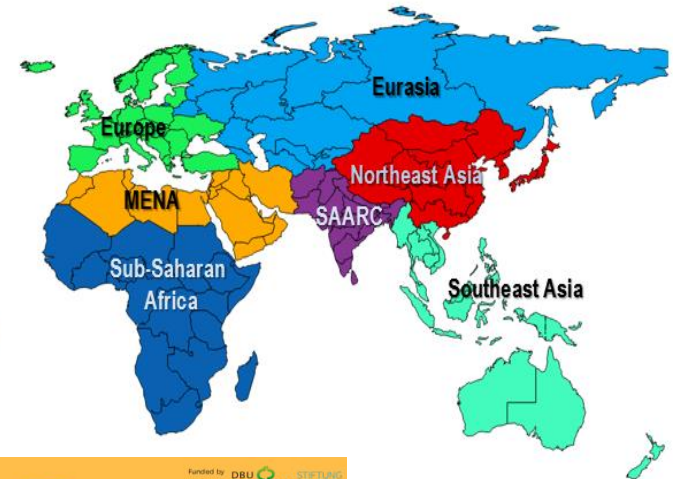 Eurasia
Europe
Northeast Asia
MENA
SAARC
Sub-Saharan
Africa
Southeast Asia
Funded by DBU STIFTUNG